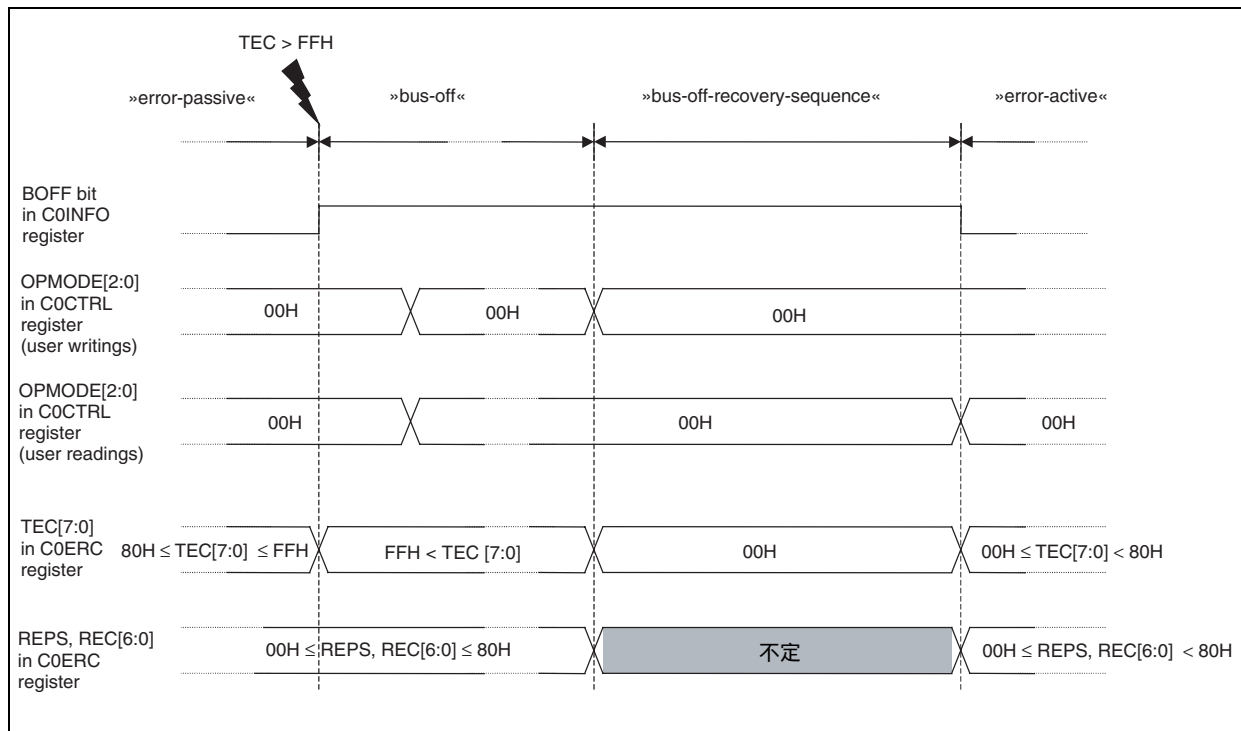 TEC > FFH
»error-passive« »bus-off« »bus-off-recovery-sequence« »error-active«
BOFF bit
in C0INFO
register
OPMODE[2:0]
in C0CTRL
register
(user writings)
00H 00H 00H
OPMODE[2:0]
in C0CTRL
register
(user readings)
00H 00H 00H
TEC[7:0]
in C0ERC
register
80H ≤ TEC[7:0] ≤ FFH FFH < TEC [7:0] 00H 00H ≤ TEC[7:0] < 80H
REPS, REC[6:0]
in C0ERC
register
00H ≤ REPS, REC[6:0] ≤ 80H 不定 00H ≤ REPS, REC[6:0] < 80H